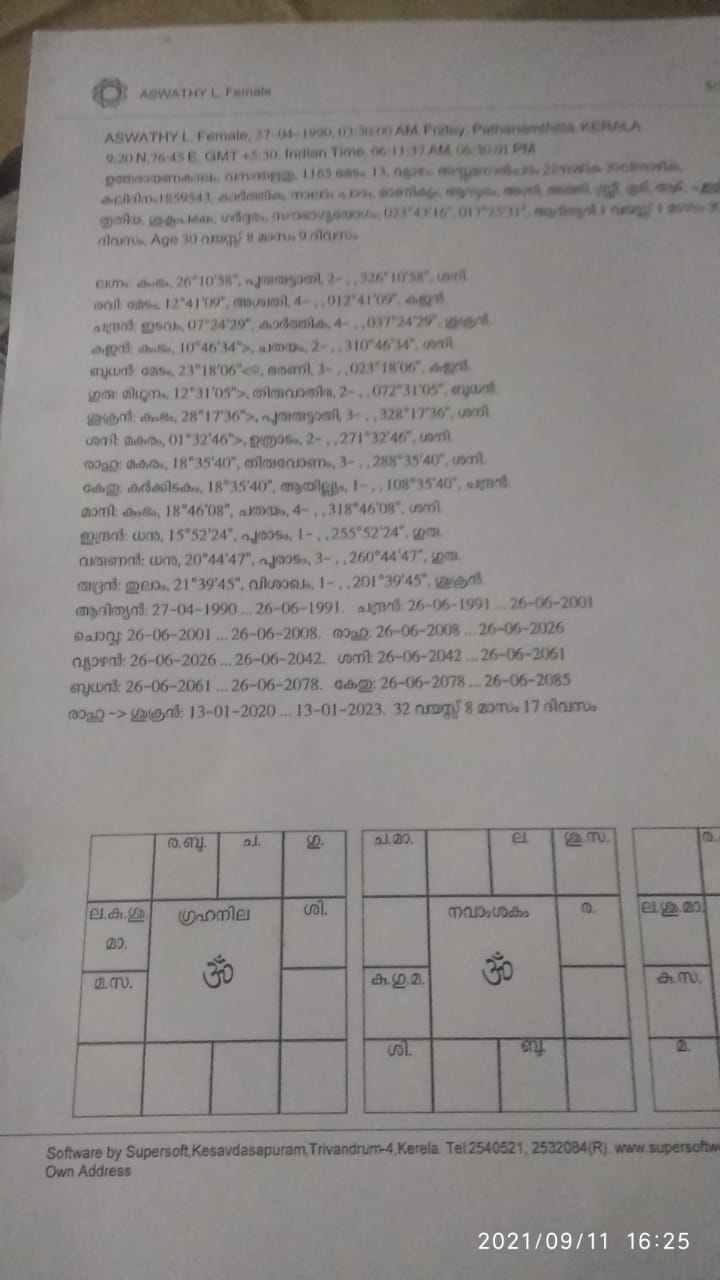 ASWATHY L. Female
ASWATHY L. Female, 27-04-1990, 03:30:00 AM, Friday, Pathanamthitta, KERALA
9:20 N,76:45 E, GMT +5:30, Indian Time, 06:11:37 AM, 06:30:01 PM
1165 മേടം 13,
കലിദിനം1859543, കാർത്തിക, നാലാം പാദം,
023°43'16", 017°25'31",
ദിവസം, Age 30 വയസ്സ് 8 മാസം 9 ദിവസം
ലഗ്നം: കുംഭം, 26°10'58", പൂരുരുട്ടാതി, 2- , , 326°10'58", ശനി.
രവി: മേടം, 12°41'09", അശ്വതി, 4- , ,012°41'09", കുജൻ.
ചന്ദ്രൻ: ഇടവം, 07°24'29", കാർത്തിക, 4- , ,037°24'29", ശുക്രൻ.
കുജൻ: കുംഭം, 10°46'34">, ചതയം, 2- , , 310°46'34", ശനി.
ബുധൻ: മേടം, 23°18'06"<>, ഭരണി, 3- , ,023°18'06", കുജൻ.
ഗുരു: മിഥുനം, 12°31'05">, തിരുവാതിര, 2- , ,072°31'05", ബുധൻ.
ശുക്രൻ: കുംഭം, 28°17'36">, പൂരുരുട്ടാതി, 3- , ,328°17'36", ശനി.
ശനി: മകരം, 01°32'46">, ഉത്രാടം, 2- , ,271°32'46", ശനി.
രാഹു: മകരം, 18°35'40", തിരുവോണം, 3- , ,288°35'40", ശനി.
കേതു: കർക്കിടകം, 18°35'40", ആയില്യം, 1- , ,108°35'40", ചന്ദ്രൻ.
മാന്ദി: കുംഭം, 18°46'08", ചതയം, 4- , ,318°46'08", ശനി.
ഇന്ദ്രൻ: ധനു, 15°52'24", പൂരാടം, 1- , ,255°52'24", ഗുരു.
വരുണൻ: ധനു, 20°44'47", പൂരാടം, 3- , ,260°44'47", ഗുരു.
രുദ്രൻ: തുലാം, 21°39'45", വിശാഖം, 1- , ,201°39'45", ശുക്രൻ.
ആദിത്യൻ: 27-04-1990 ... 26-06-1991. ചന്ദ്രൻ: 26-06-1991 ... 26-06-2001
ചൊവ്വ: 26-06-2001 ... 26-06-2008. രാഹു: 26-06-2008 ... 26-06-2026
വ്യാഴൻ: 26-06-2026 ... 26-06-2042. ശനി: 26-06-2042 ... 26-06-2061
ബുധൻ: 26-06-2061 ... 26-06-2078. കേതു: 26-06-2078 ... 26-06-2085
രാഹു -> ശുക്രൻ: 13-01-2020 ... 13-01-2023. 32 വയസ്സ് 8 മാസം 17 ദിവസം
ര.ബു. ച. ഗു. ച.മാ. ല. ശു.സ. ര.
ല.കു.ശു. ഗ്രഹനില ശി. നവാംശകം ര. ല.ശു.മാ.
മാ.
മ.സ. ॐ കു.ഗു.മ. ॐ കു.സ.
ശി. ബു. മ.
Software by Supersoft,Kesavdasapuram,Trivandrum-4,Kerela. Tel:2540521, 2532084(R). www.supersoftw
Own Address
2021/09/11 16:25